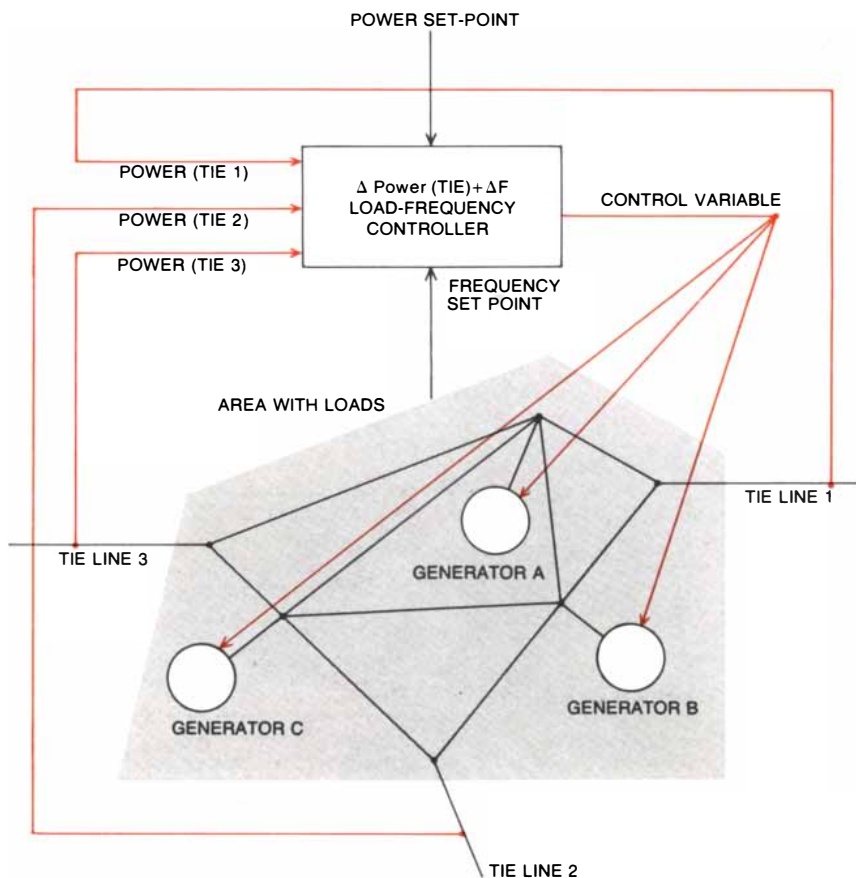 POWER SET-POINT
POWER (TIE 1)
Δ Power (TIE) + ΔF
LOAD-FREQUENCY
CONTROLLER
CONTROL VARIABLE
POWER (TIE 2)
POWER (TIE 3)
FREQUENCY
SET POINT
AREA WITH LOADS
TIE LINE 1
TIE LINE 3
GENERATOR A
GENERATOR C
GENERATOR B
TIE LINE 2